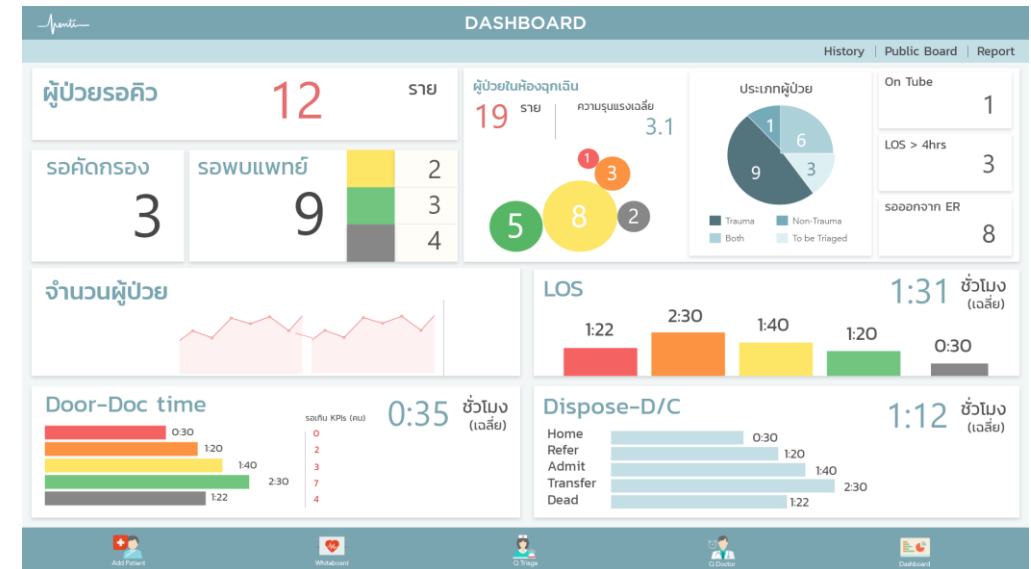 DASHBOARD
History | Public Board | Report
ผู้ป่วยรอคิว
12
ราย
รอคัดกรอง
3
รอพบแพทย์
9
2
3
4
ผู้ป่วยในห้องฉุกเฉิน
19 ราย
ความรุนแรงเฉลี่ย
3.1
1
3
5
8
2
ประเภทผู้ป่วย
1
6
9
3
Trauma
Non-Trauma
Both
To be Triaged
On Tube
1
LOS > 4hrs
3
รอออกจาก ER
8
จำนวนผู้ป่วย
LOS
1:31 ชั่วโมง
(เฉลี่ย)
1:22
2:30
1:40
1:20
0:30
Door-Doc time
รอเกิน KPIs (คน)
0:35 ชั่วโมง
(เฉลี่ย)
0:30
0
1:20
2
1:40
3
2:30
7
1:22
4
Dispose-D/C
1:12 ชั่วโมง
(เฉลี่ย)
Home 0:30
Refer 1:20
Admit 1:40
Transfer 2:30
Dead 1:22
Add Patient
Whiteboard
Q Triage
Q Doctor
Dashboard